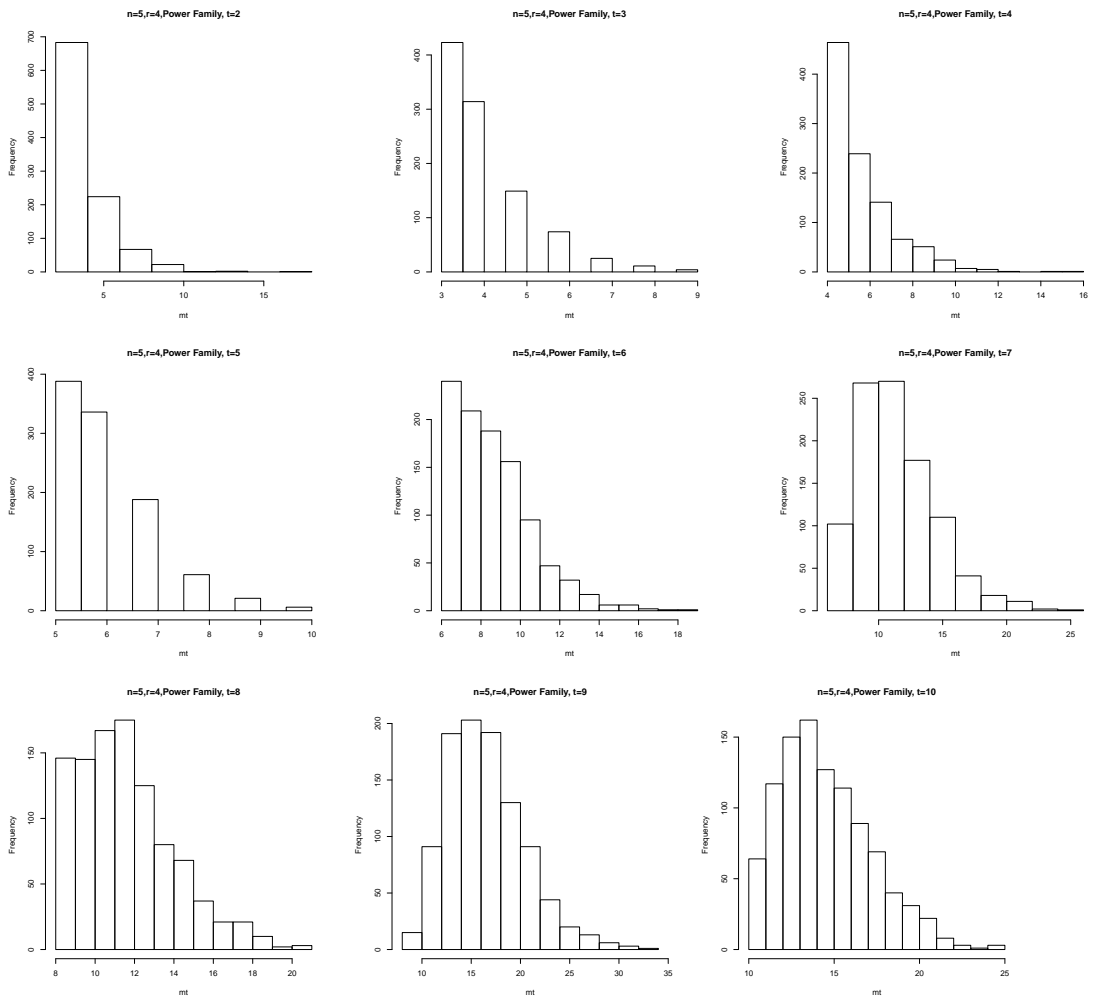 n=5,r=4,Power Family, t=2
Frequency
0 100 200 300 400 500 600 700
5 10 15
mt
n=5,r=4,Power Family, t=3
Frequency
0 100 200 300 400
3 4 5 6 7 8 9
mt
n=5,r=4,Power Family, t=4
Frequency
0 100 200 300 400
4 6 8 10 12 14 16
mt
n=5,r=4,Power Family, t=5
Frequency
0 100 200 300 400
5 6 7 8 9 10
mt
n=5,r=4,Power Family, t=6
Frequency
0 50 100 150 200
6 8 10 12 14 16 18
mt
n=5,r=4,Power Family, t=7
Frequency
0 50 100 150 200 250
10 15 20 25
mt
n=5,r=4,Power Family, t=8
Frequency
0 50 100 150
8 10 12 14 16 18 20
mt
n=5,r=4,Power Family, t=9
Frequency
0 50 100 150 200
10 15 20 25 30 35
mt
n=5,r=4,Power Family, t=10
Frequency
0 50 100 150
10 15 20 25
mt